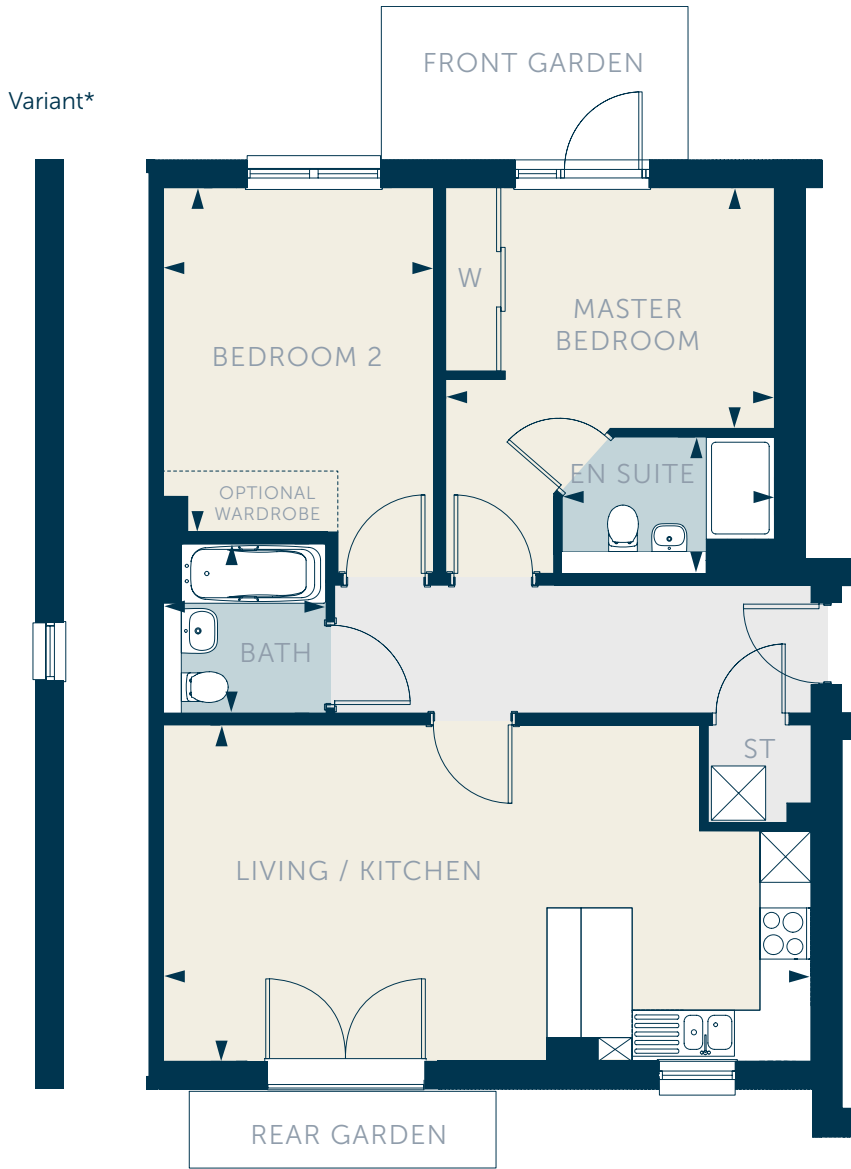 FRONT GARDEN
Variant*
W
MASTER
BEDROOM
BEDROOM 2
EN SUITE
OPTIONAL
WARDROBE
BATH
ST
LIVING / KITCHEN
REAR GARDEN